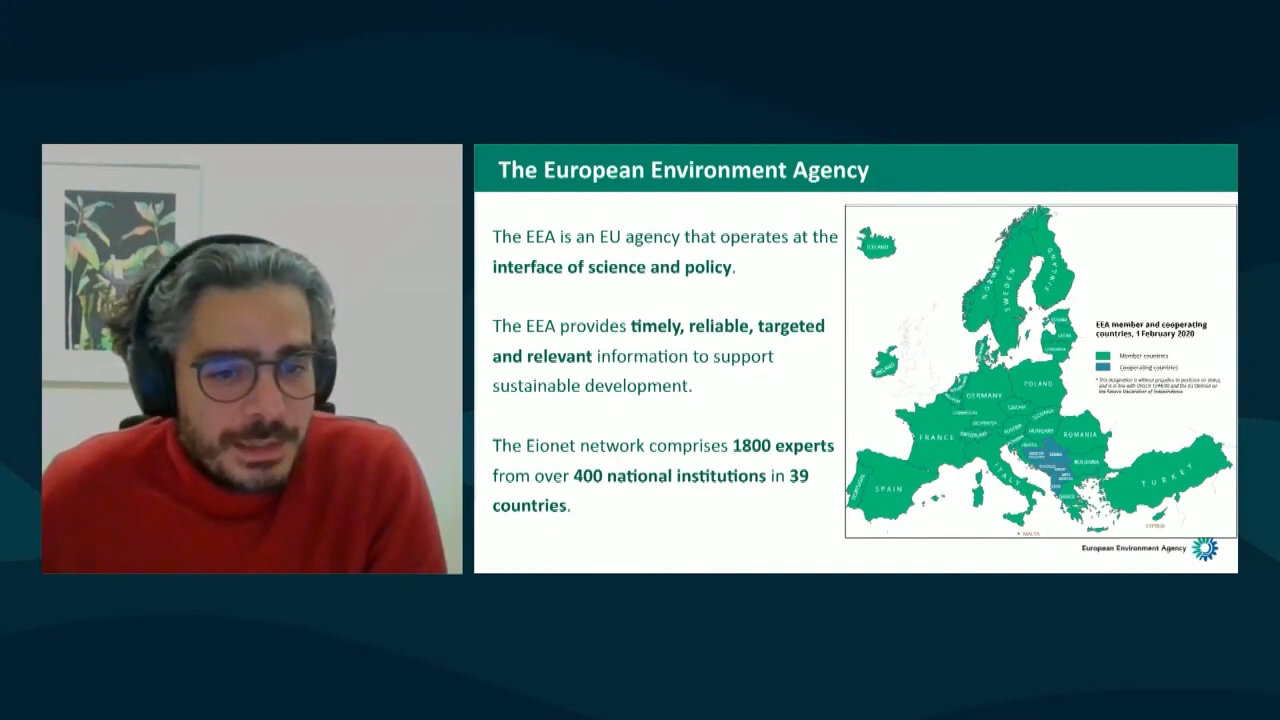 The European Environment Agency
The EEA is an EU agency that operates at the
interface of science and policy.
The EEA provides timely, reliable, targeted
and relevant information to support
sustainable development.
The Eionet network comprises 1800 experts
from over 400 national institutions in 39
countries.
ICELAND
NORWAY
SWEDEN
FINLAND
IRELAND
EEA member and cooperating
countries, 1 February 2020
Member countries
Cooperating countries
POLAND
GERMANY
CZECHIA
SLOVAKIA
AUSTRIA
HUNGARY
FRANCE
ROMANIA
BULGARIA
ITALY
PORTUGAL
SPAIN
GREECE
TURKEY
CYPRUS
MALTA
European Environment Agency